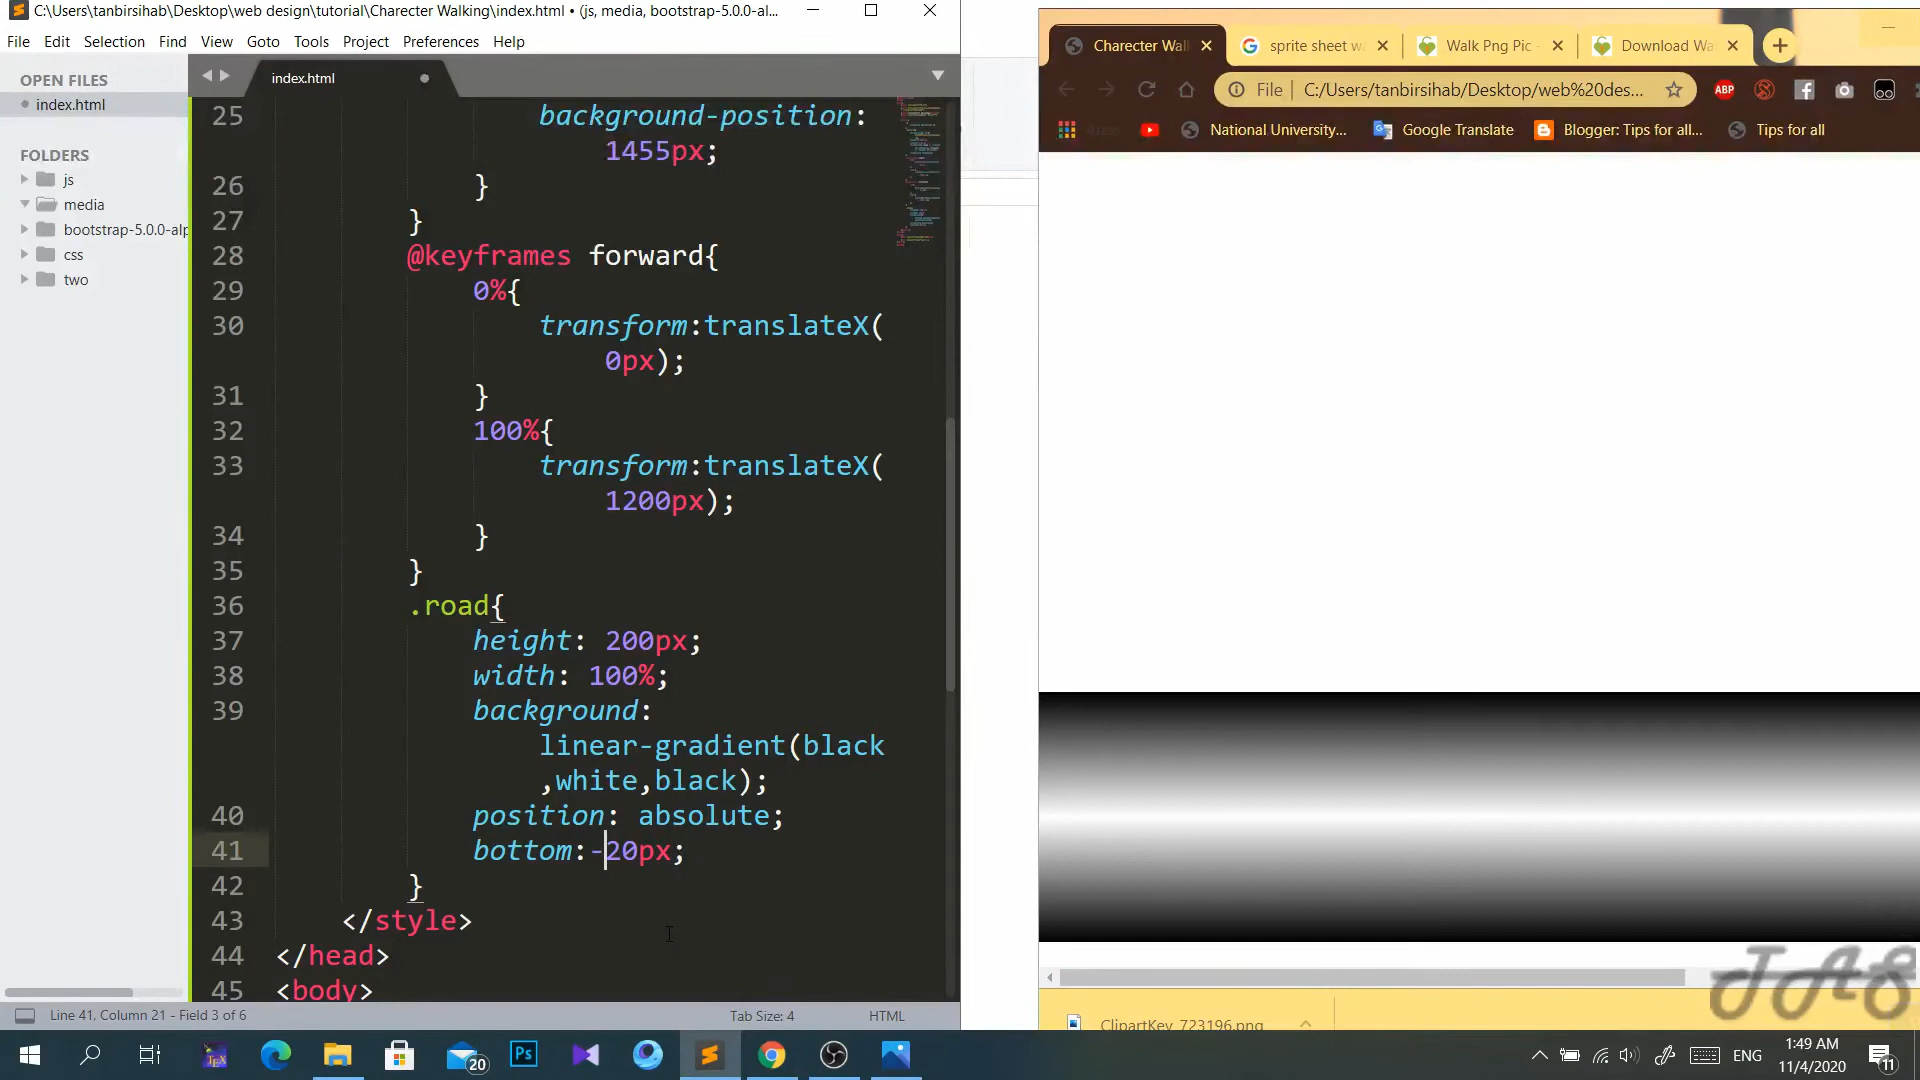 C:\Users\tanbirsihab\Desktop\web design\tutorial\Charecter Walking\index.html • (js, media, bootstrap-5.0.0-al...
File Edit Selection Find View Goto Tools Project Preferences Help
OPEN FILES
index.html
FOLDERS
js
media
bootstrap-5.0.0-alp
css
two
index.html
25 background-position:
1455px;
26 }
27 }
28 @keyframes forward{
29 0%{
30 transform:translateX(
0px);
31 }
32 100%{
33 transform:translateX(
1200px);
34 }
35 }
36 .road{
37 height: 200px;
38 width: 100%;
39 background:
linear-gradient(black
,white,black);
40 position: absolute;
41 bottom:-20px;
42 }
43 </style>
44 </head>
45 <body>
Line 41, Column 21 - Field 3 of 6
Tab Size: 4
HTML
Charecter Wal
sprite sheet w
Walk Png Pic -
Download Wa
File C:/Users/tanbirsihab/Desktop/web%20des...
ABP
National University...
Google Translate
Blogger: Tips for all...
Tips for all
ClipartKey_723196.png
JAS
TEX
20
Ps
ENG
1:49 AM
11/4/2020
11